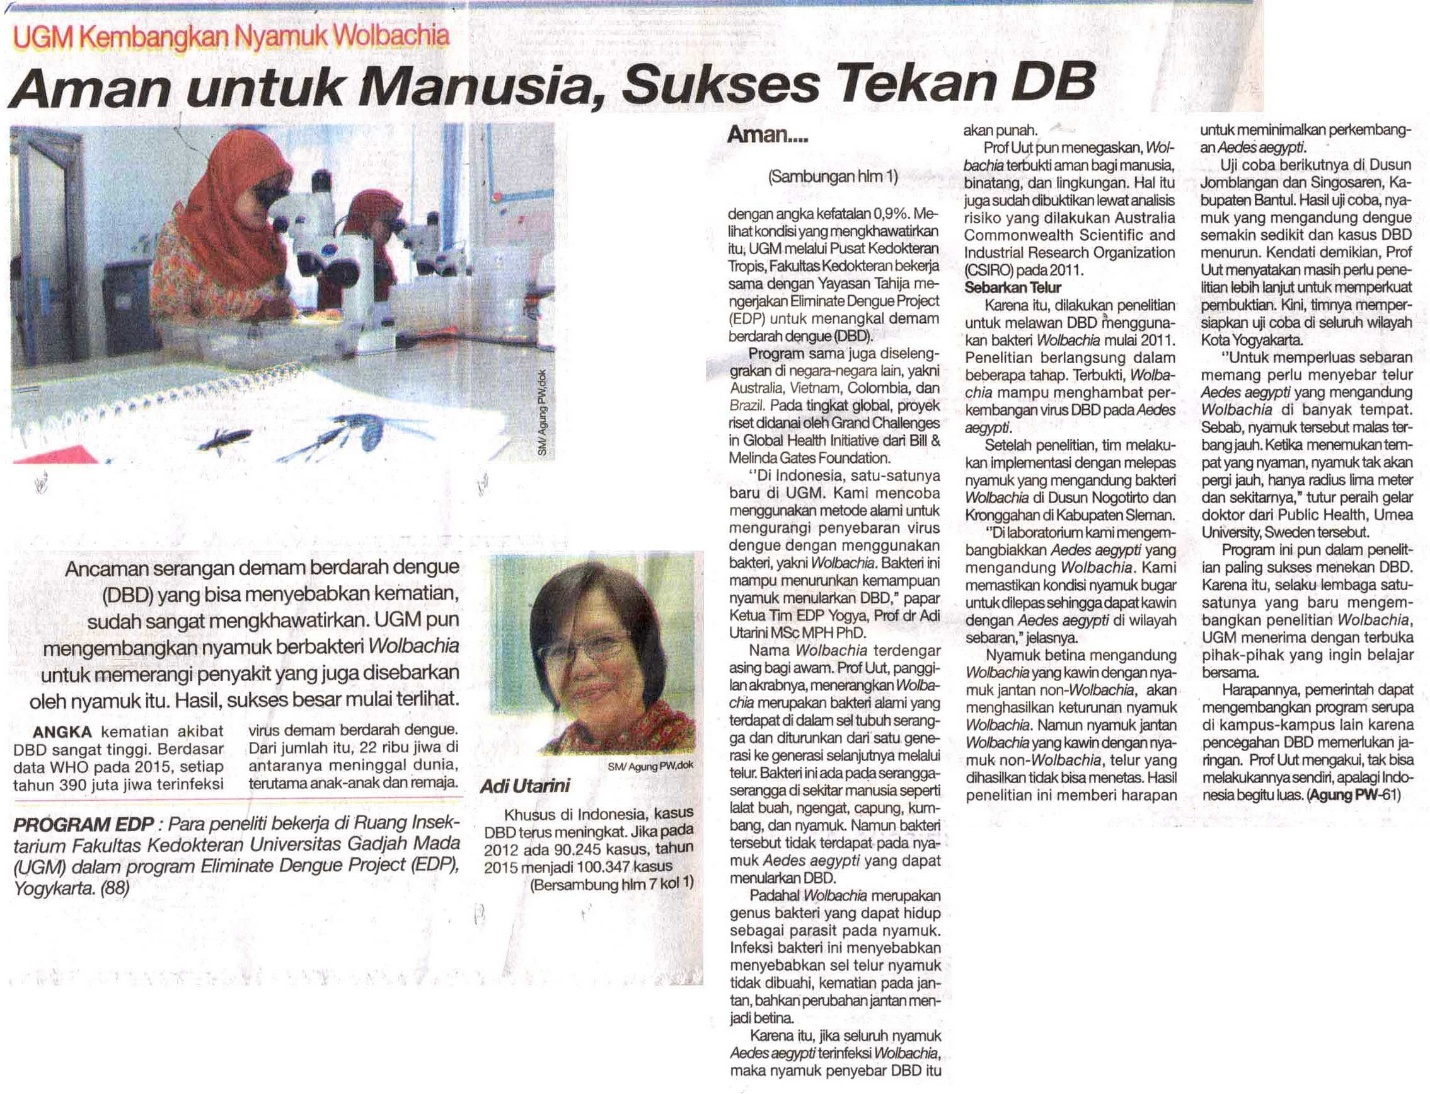 UGM Kembangkan Nyamuk Wolbachia
Aman untuk Manusia, Sukses Tekan DB
SM/ Agung PW,dok
Ancaman serangan demam berdarah dengue
(DBD) yang bisa menyebabkan kematian,
sudah sangat mengkhawatirkan. UGM pun
mengembangkan nyamuk berbakteri Wolbachia
untuk memerangi penyakit yang juga disebarkan
oleh nyamuk itu. Hasil, sukses besar mulai terlihat.
ANGKA kematian akibat
DBD sangat tinggi. Berdasar
data WHO pada 2015, setiap
tahun 390 juta jiwa terinfeksi
virus demam berdarah dengue.
Dari jumlah itu, 22 ribu jiwa di
antaranya meninggal dunia,
terutama anak-anak dan remaja.
PROGRAM EDP : Para peneliti bekerja di Ruang Insek-
tarium Fakultas Kedokteran Universitas Gadjah Mada
(UGM) dalam program Eliminate Dengue Project (EDP),
Yogykarta. (88)
SM/ Agung PW,dok
Adi Utarini
Khusus di Indonesia, kasus
DBD terus meningkat. Jika pada
2012 ada 90.245 kasus, tahun
2015 menjadi 100.347 kasus
(Bersambung hlm 7 kol 1)
Aman....
(Sambungan hlm 1)
dengan angka kefatalan 0,9%. Me-
lihat kondisi yang mengkhawatirkan
itu, UGM melalui Pusat Kedokteran
Tropis, Fakultas Kedokteran bekerja
sama dengan Yayasan Tahija me-
ngerjakan Eliminate Dengue Project
(EDP) untuk menangkal demam
berdarah dengue (DBD).
Program sama juga diseleng-
grakan di negara-negara lain, yakni
Australia, Vietnam, Colombia, dan
Brazil. Pada tingkat global, proyek
riset didanai oleh Grand Challenges
in Global Health Initiative dari Bill &
Melinda Gates Foundation.
"Di Indonesia, satu-satunya
baru di UGM. Kami mencoba
menggunakan metode alami untuk
mengurangi penyebaran virus
dengue dengan menggunakan
bakteri, yakni Wolbachia. Bakteri ini
mampu menurunkan kemampuan
nyamuk menularkan DBD," papar
Ketua Tim EDP Yogya, Prof dr Adi
Utarini MSc MPH PhD.
Nama Wolbachia terdengar
asing bagi awam. Prof Uut, panggi-
lan akrabnya, menerangkan Wolba-
chia merupakan bakteri alami yang
terdapat di dalam sel tubuh serang-
ga dan diturunkan dari satu gene-
rasi ke generasi selanjutnya melalui
telur. Bakteri ini ada pada serangga-
serangga di sekitar manusia seperti
lalat buah, ngengat, capung, kum-
bang, dan nyamuk. Namun bakteri
tersebut tidak terdapat pada nya-
muk Aedes aegypti yang dapat
menularkan DBD.
Padahal Wolbachia merupakan
genus bakteri yang dapat hidup
sebagai parasit pada nyamuk.
Infeksi bakteri ini menyebabkan
menyebabkan sel telur nyamuk
tidak dibuahi, kematian pada jan-
tan, bahkan perubahan jantan men-
jadi betina.
Karena itu, jika seluruh nyamuk
Aedes aegypti terinfeksi Wolbachia,
maka nyamuk penyebar DBD itu
akan punah.
Prof Uut pun menegaskan, Wol-
bachia terbukti aman bagi manusia,
binatang, dan lingkungan. Hal itu
juga sudah dibuktikan lewat analisis
risiko yang dilakukan Australia
Commonwealth Scientific and
Industrial Research Organization
(CSIRO) pada 2011.
Sebarkan Telur
Karena itu, dilakukan penelitian
untuk melawan DBD mengguna-
kan bakteri Wolbachia mulai 2011.
Penelitian berlangsung dalam
beberapa tahap. Terbukti, Wolba-
chia mampu menghambat per-
kembangan virus DBD pada Aedes
aegypti.
Setelah penelitian, tim melaku-
kan implementasi dengan melepas
nyamuk yang mengandung bakteri
Wolbachia di Dusun Nogotirto dan
Kronggahan di Kabupaten Sleman.
"Di laboratorium kami mengem-
bangbiakkan Aedes aegypti yang
mengandung Wolbachia. Kami
memastikan kondisi nyamuk bugar
untuk dilepas sehingga dapat kawin
dengan Aedes aegypti di wilayah
sebaran," jelasnya.
Nyamuk betina mengandung
Wolbachia yang kawin dengan nya-
muk jantan non-Wolbachia, akan
menghasilkan keturunan nyamuk
Wolbachia. Namun nyamuk jantan
Wolbachia yang kawin dengan nya-
muk non-Wolbachia, telur yang
dihasilkan tidak bisa menetas. Hasil
penelitian ini memberi harapan
untuk meminimalkan perkembang-
an Aedes aegypti.
Uji coba berikutnya di Dusun
Jomblangan dan Singosaren, Ka-
bupaten Bantul. Hasil uji coba, nya-
muk yang mengandung dengue
semakin sedikit dan kasus DBD
menurun. Kendati demikian, Prof
Uut menyatakan masih perlu pene-
litian lebih lanjut untuk memperkuat
pembuktian. Kini, timnya memper-
siapkan uji coba di seluruh wilayah
Kota Yogyakarta.
"Untuk memperluas sebaran
memang perlu menyebar telur
Aedes aegypti yang mengandung
Wolbachia di banyak tempat.
Sebab, nyamuk tersebut malas ter-
bang jauh. Ketika menemukan tem-
pat yang nyaman, nyamuk tak akan
pergi jauh, hanya radius lima meter
dan sekitarnya," tutur peraih gelar
doktor dari Public Health, Umea
University, Sweden tersebut.
Program ini pun dalam penelit-
ian paling sukses menekan DBD.
Karena itu, selaku lembaga satu-
satunya yang baru mengem-
bangkan penelitian Wolbachia,
UGM menerima dengan terbuka
pihak-pihak yang ingin belajar
bersama.
Harapannya, pemerintah dapat
mengembangkan program serupa
di kampus-kampus lain karena
pencegahan DBD memerlukan ja-
ringan. Prof Uut mengakui, tak bisa
melakukannya sendiri, apalagi Indo-
nesia begitu luas. (Agung PW-61)